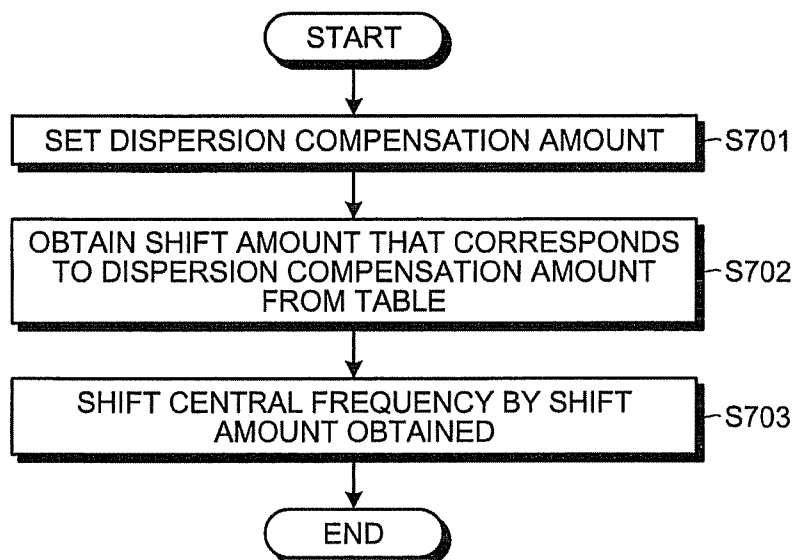 START
SET DISPERSION COMPENSATION AMOUNT
S701
OBTAIN SHIFT AMOUNT THAT CORRESPONDS
TO DISPERSION COMPENSATION AMOUNT
FROM TABLE
S702
SHIFT CENTRAL FREQUENCY BY SHIFT
AMOUNT OBTAINED
S703
END